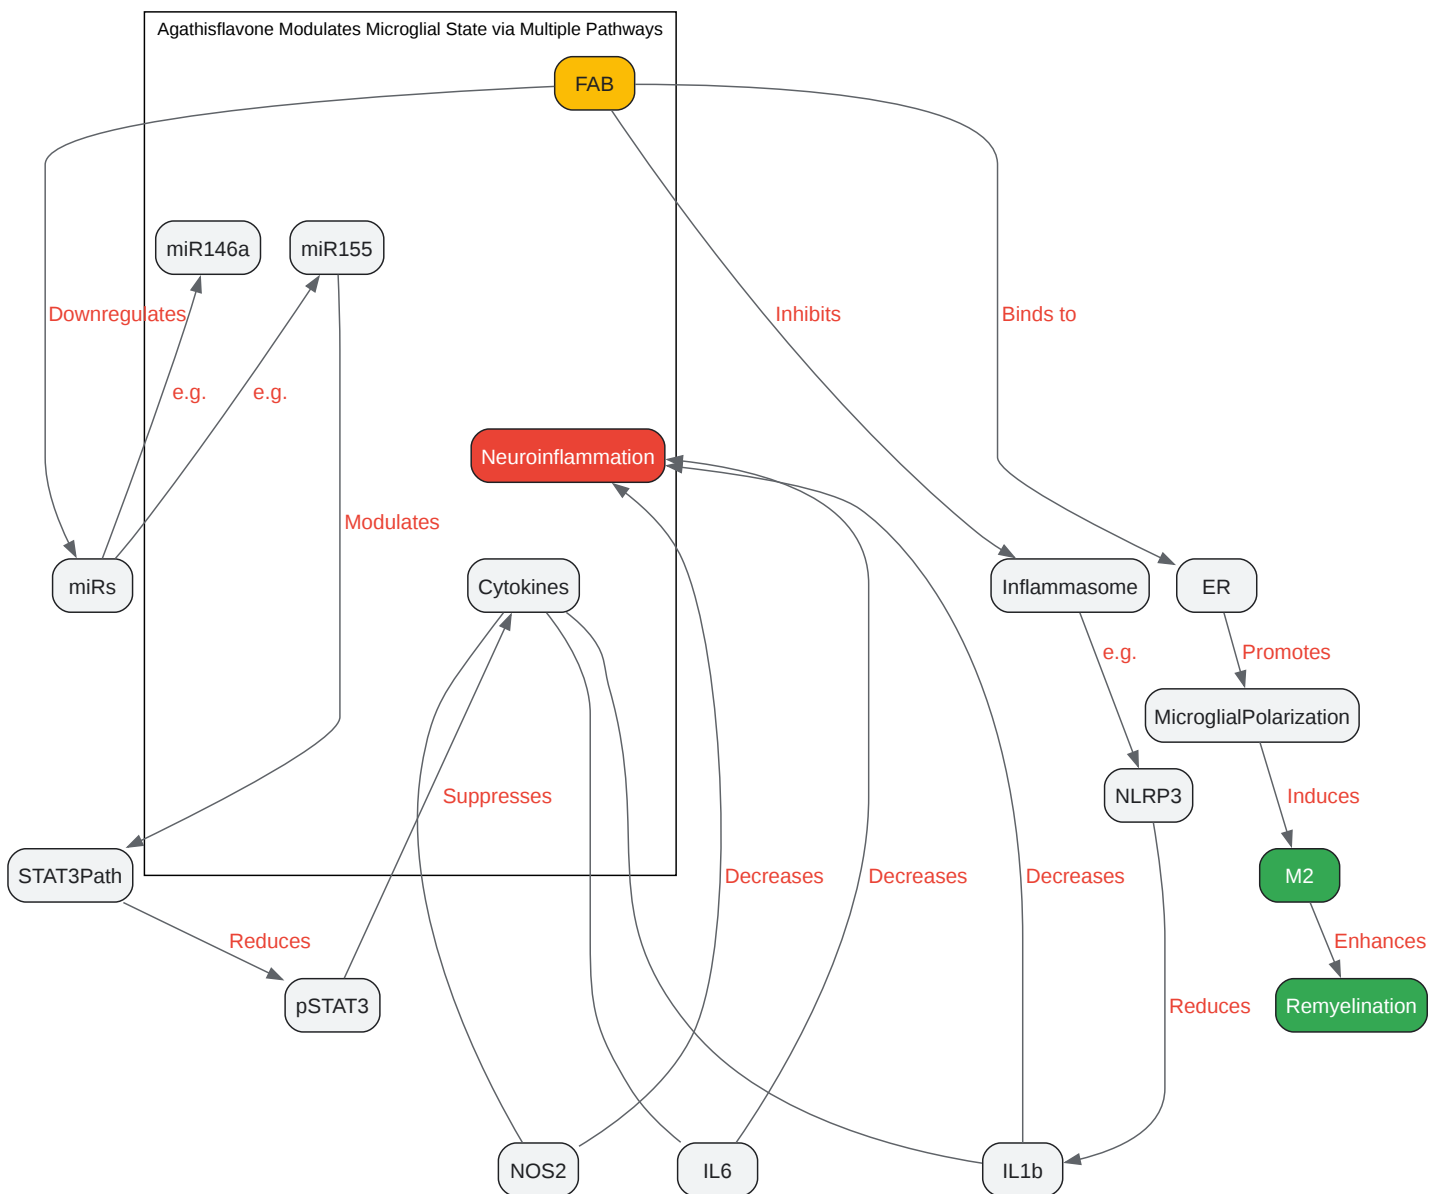 Agathisflavone Modulates Microglial State via Multiple Pathways
FAB
miR146a
miR155
Downregulates
Inhibits
Binds to
e.g.
e.g.
Neuroinflammation
Modulates
miRs
Cytokines
Inflammasome
ER
e.g.
Promotes
MicroglialPolarization
Suppresses
NLRP3
Induces
STAT3Path
Decreases
Decreases
Decreases
M2
Reduces
Enhances
pSTAT3
Reduces
Remyelination
NOS2
IL6
IL1b